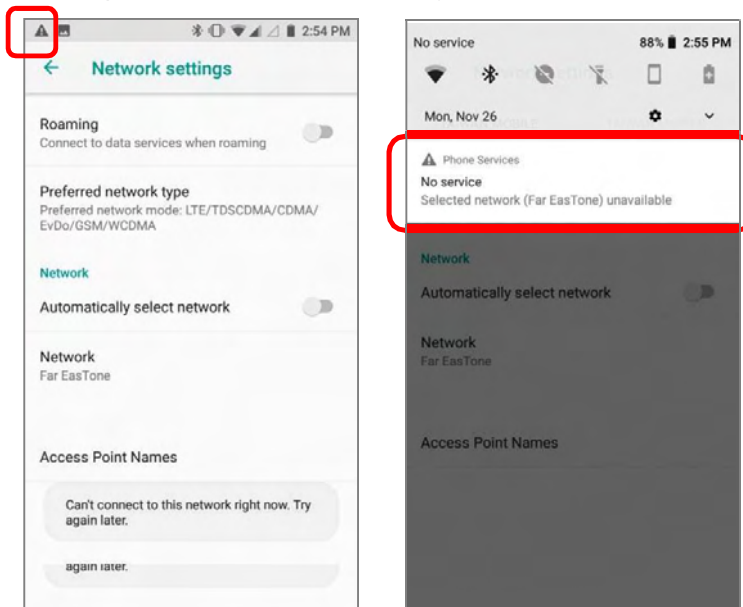 2:54 PM
Network settings
Roaming
Connect to data services when roaming
Preferred network type
Preferred network mode: LTE/TDSCDMA/CDMA/
EvDo/GSM/WCDMA
Network
Automatically select network
Network
Far EasTone
Access Point Names
Can't connect to this network right now. Try
again later.
again later.
No service
88% 2:55 PM
Mon, Nov 26
Phone Services
No service
Selected network (Far EasTone) unavailable
Network
Automatically select network
Network
Far EasTone
Access Point Names